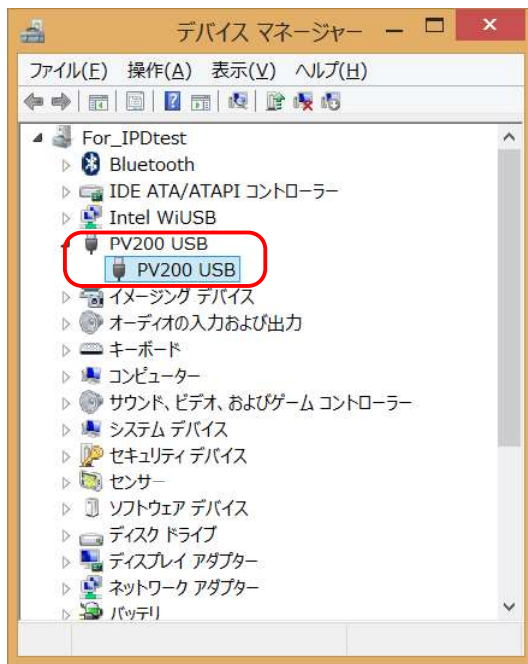 デバイス マネージャー
ファイル(F) 操作(A) 表示(V) ヘルプ(H)
For_IPDtest
Bluetooth
IDE ATA/ATAPI コントローラー
Intel WiUSB
PV200 USB
PV200 USB
イメージング デバイス
オーディオの入力および出力
キーボード
コンピューター
サウンド、ビデオ、およびゲーム コントローラー
システム デバイス
セキュリティ デバイス
センサー
ソフトウェア デバイス
ディスク ドライブ
ディスプレイ アダプター
ネットワーク アダプター
バッテリ